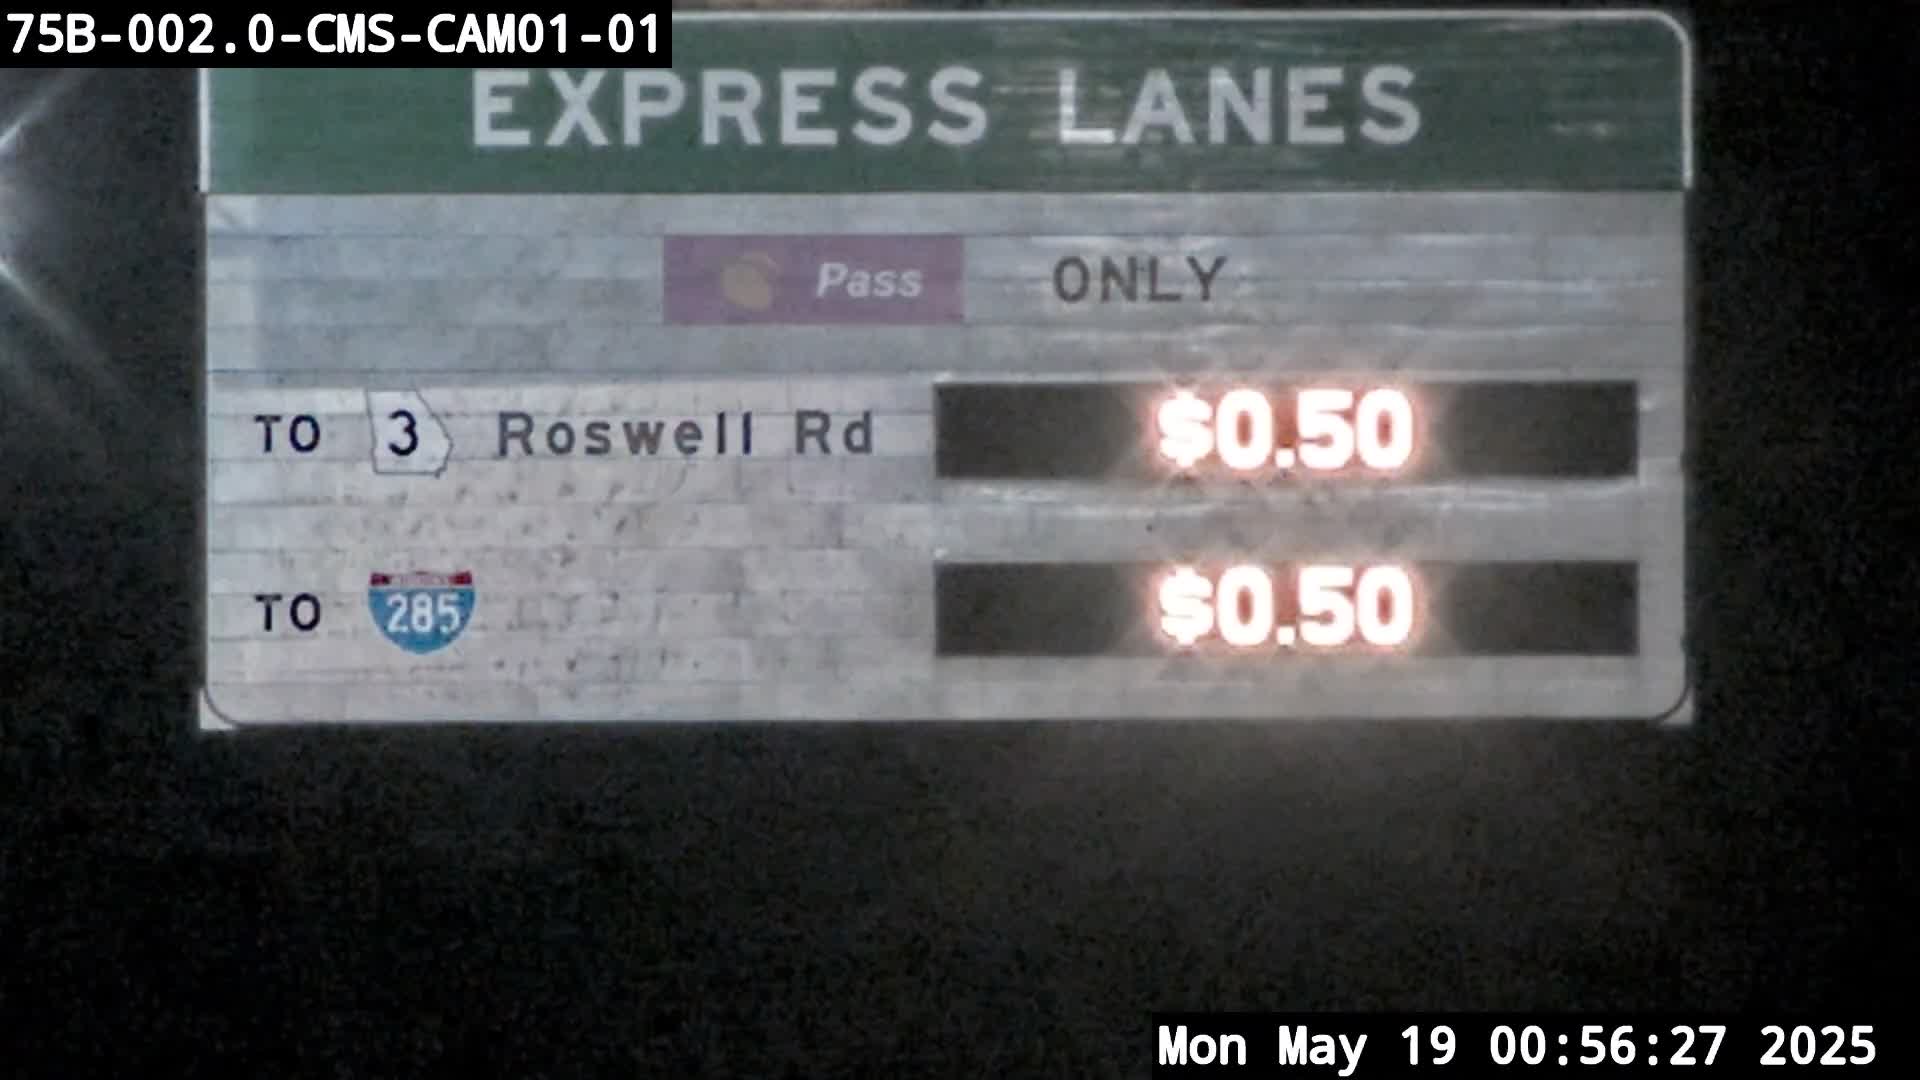 75B-002.0-CMS-CAM01-01
EXPRESS LANES
Pass ONLY
TO 3 Roswell Rd $0.50
TO 285 $0.50
Mon May 19 00:56:27 2025